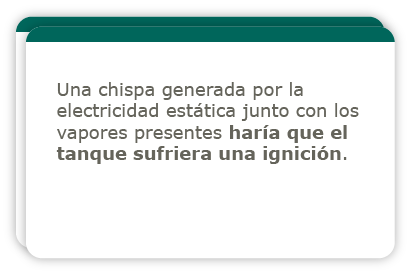 Una chispa generada por la
electricidad estática junto con los
vapores presentes haría que el
tanque sufriera una ignición.